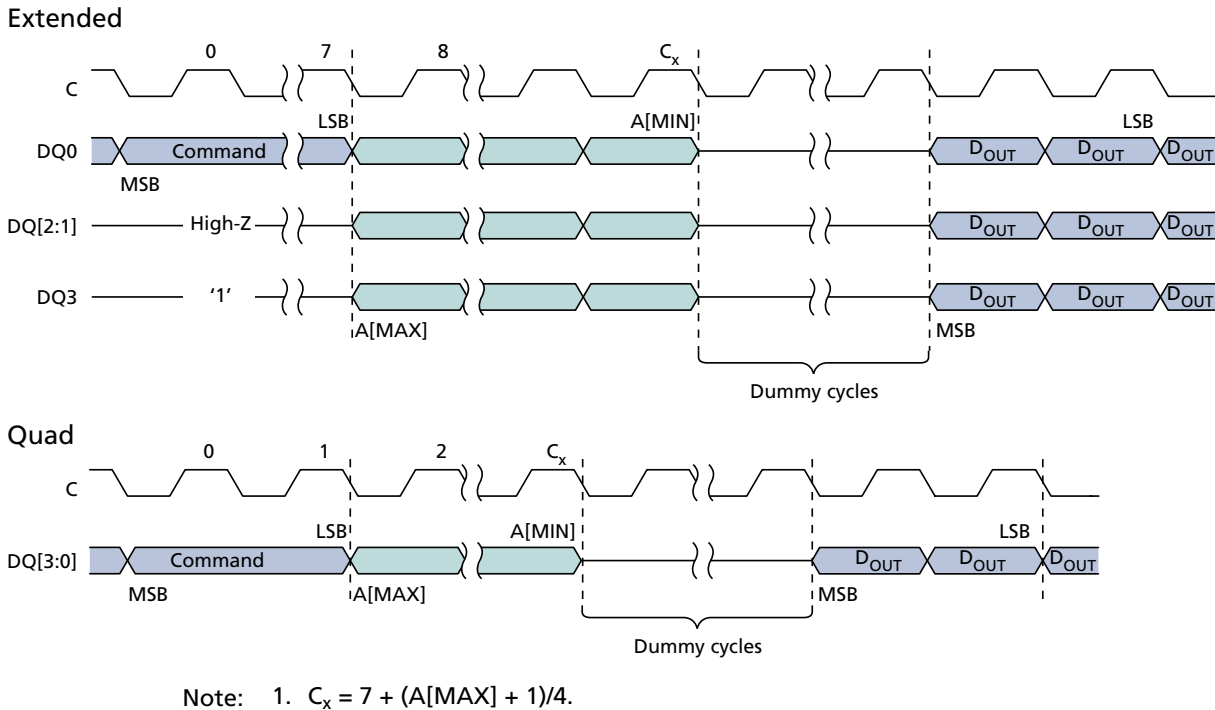 Extended
0 7 8 Cx
C
LSB A[MIN] LSB
DQ0 Command DOUT DOUT DOUT
MSB
DQ[2:1] High-Z DOUT DOUT DOUT
DQ3 ‘1’ DOUT DOUT DOUT
A[MAX] MSB
Dummy cycles
Quad
0 1 2 Cx
C
LSB A[MIN] LSB
DQ[3:0] Command DOUT DOUT DOUT
MSB A[MAX] MSB
Dummy cycles
Note: 1. Cx = 7 + (A[MAX] + 1)/4.